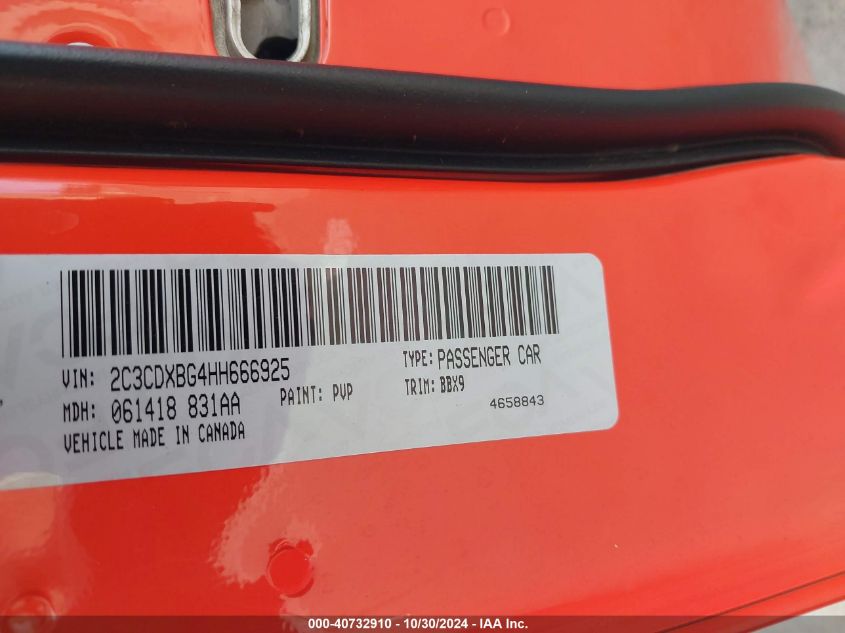 VIN: 2C3CDXBG4HH666925
TYPE: PASSENGER CAR
MDH: 061418 831AA
PAINT: PVP
TRIM: BBX9
VEHICLE MADE IN CANADA
4658843
000-40732910 - 10/30/2024 - IAA Inc.